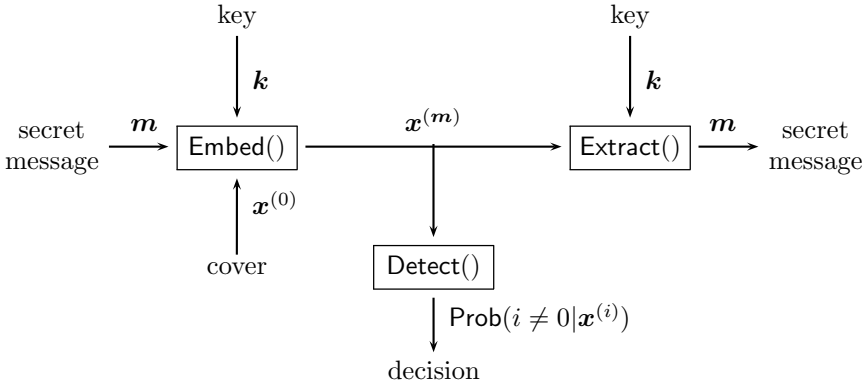 key key
k k
secret m Embed() x^(m) Extract() m secret
message message
x^(0)
cover Detect()
Prob(i ≠ 0|x^(i))
decision